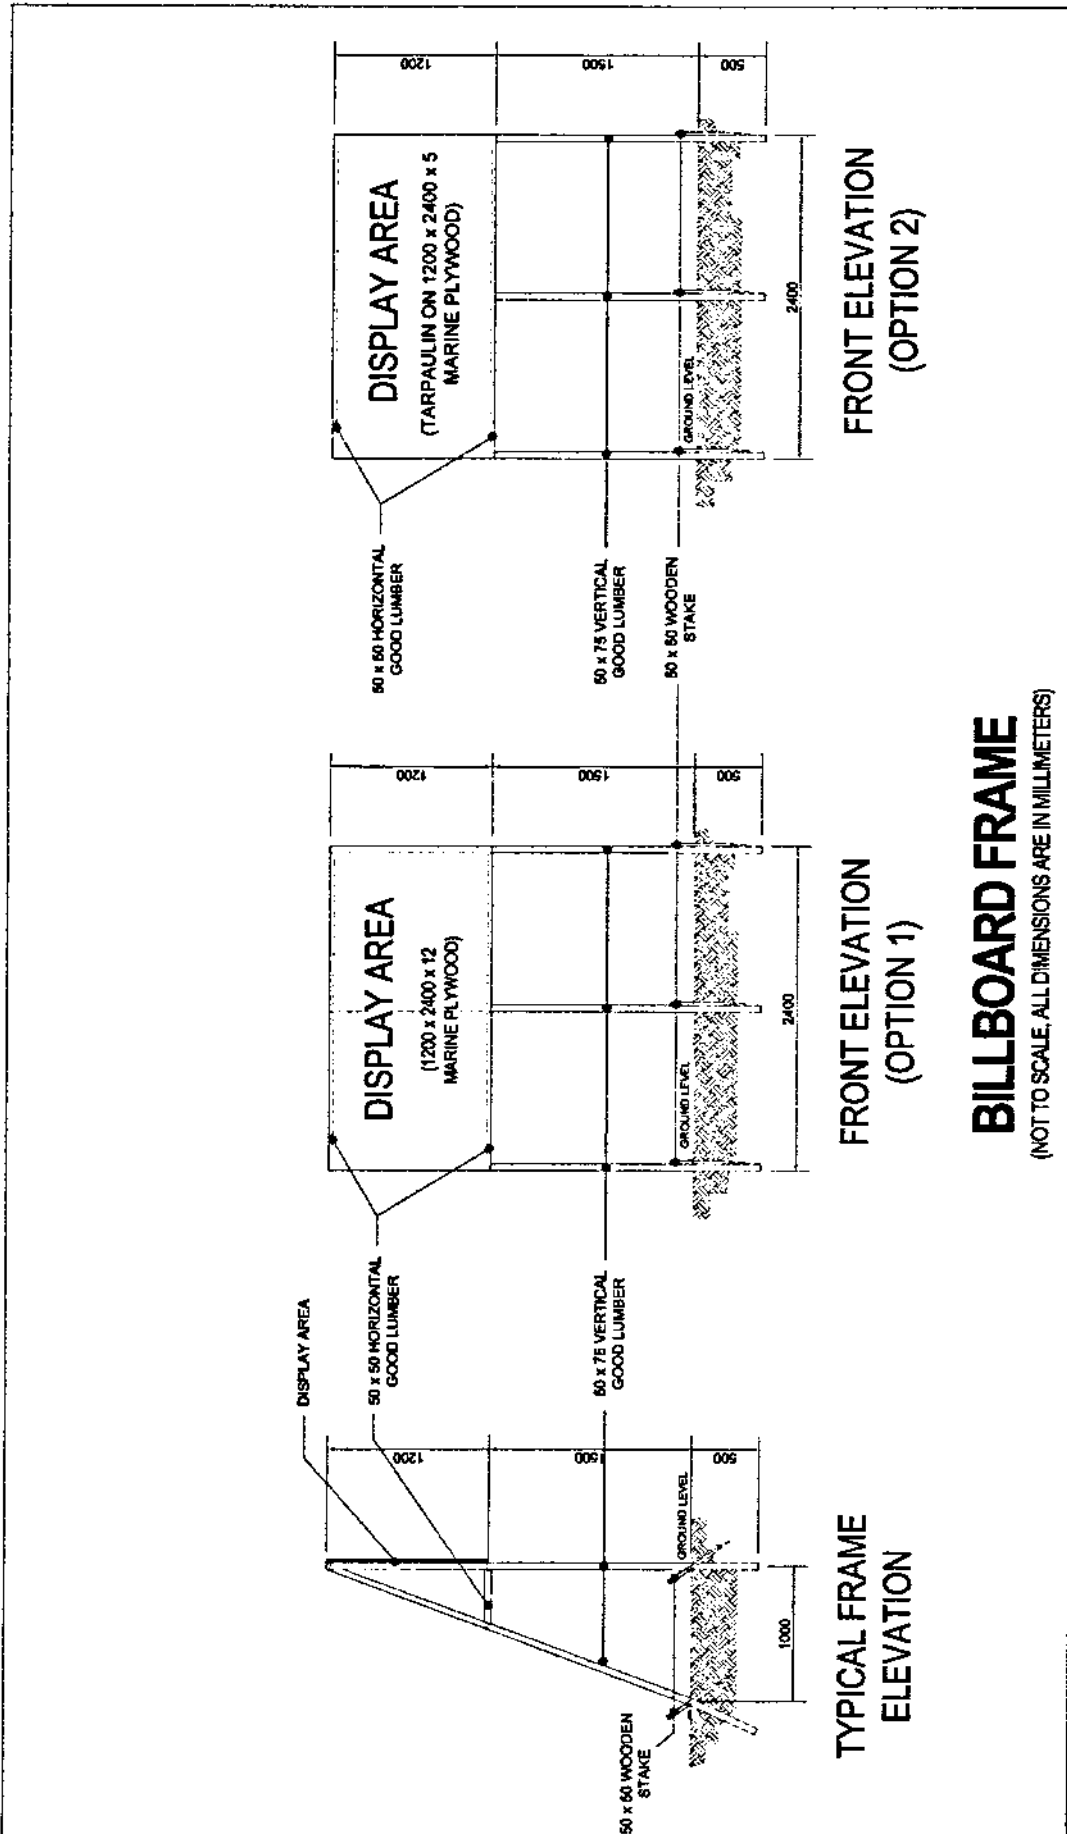 DISPLAY AREA
50 x 50 HORIZONTAL
GOOD LUMBER
60 x 75 VERTICAL
GOOD LUMBER
50 x 60 WOODEN
STAKE
GROUND LEVEL
1200
1500
500
1000
TYPICAL FRAME
ELEVATION
DISPLAY AREA
(1200 x 2400 x 12
MARINE PLYWOOD)
GROUND LEVEL
1200
1500
500
2400
FRONT ELEVATION
(OPTION 1)
50 x 50 HORIZONTAL
GOOD LUMBER
50 x 75 VERTICAL
GOOD LUMBER
50 x 50 WOODEN
STAKE
DISPLAY AREA
(TARPAULIN ON 1200 x 2400 x 5
MARINE PLYWOOD)
GROUND LEVEL
1200
1500
500
2400
FRONT ELEVATION
(OPTION 2)
BILLBOARD FRAME
(NOT TO SCALE, ALL DIMENSIONS ARE IN MILLIMETERS)